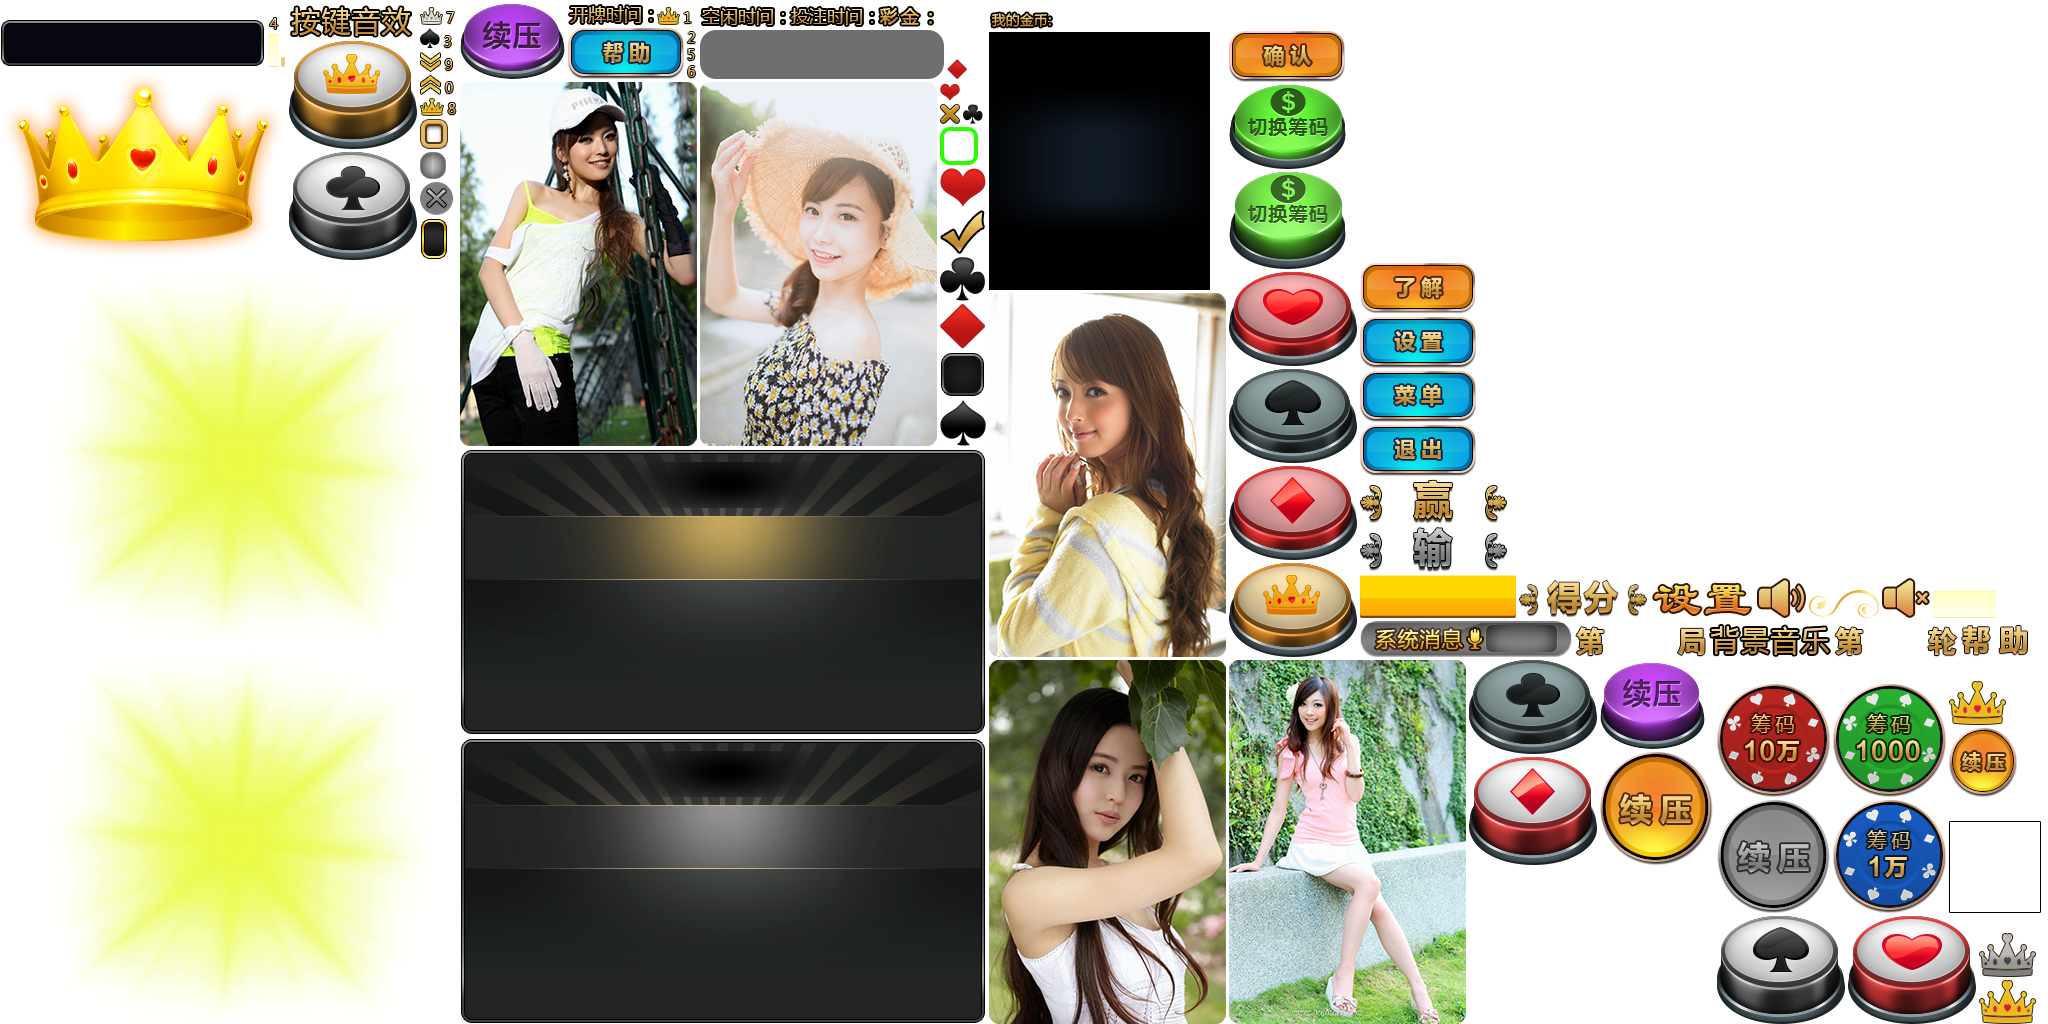 4
按键音效
7
3
9
0
8
续压
开牌时间：
1
帮助
2
5
6
空闲时间：投注时间：彩金：
我的金币:
PINK
确认
$
切换筹码
$
切换筹码
了解
设置
菜单
退出
赢
输
得分
设置
系统消息
第
局背景音乐第
轮帮助
续压
续压
筹码
10万
筹码
1000
续压
续压
筹码
1万